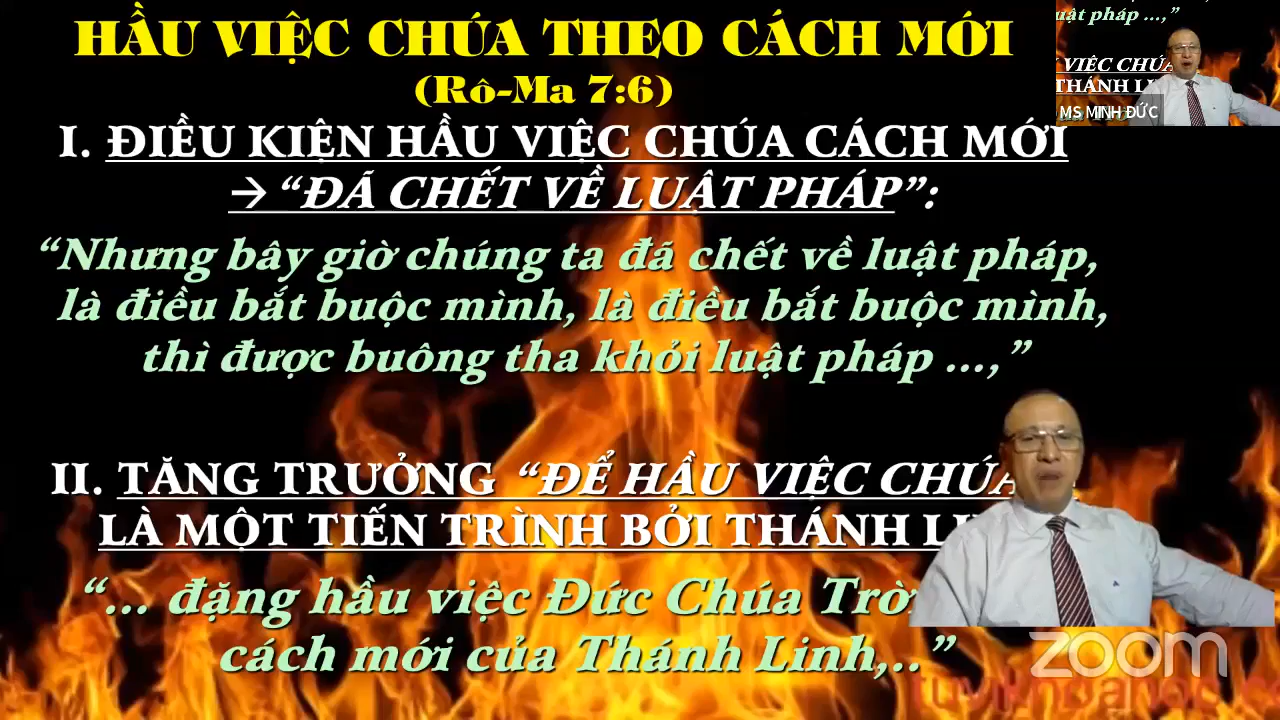 HẦU VIỆC CHÚA THEO CÁCH MỚI
(Rô-Ma 7:6)
I. ĐIỀU KIỆN HẦU VIỆC CHÚA CÁCH MỚI
→ “ĐÃ CHẾT VỀ LUẬT PHÁP”:
“Nhưng bây giờ chúng ta đã chết về luật pháp,
là điều bắt buộc mình, là điều bắt buộc mình,
thì được buông tha khỏi luật pháp ...,”
II. TĂNG TRƯỞNG “ĐỂ HẦU VIỆC CHÚA
LÀ MỘT TIẾN TRÌNH BỞI THÁNH
“... đặng hầu việc Đức Chúa
cách mới của Thánh Linh,..”
pháp ...,”
VIỆC CHÚA
THÁNH
MS MINH ĐỨC
zoom